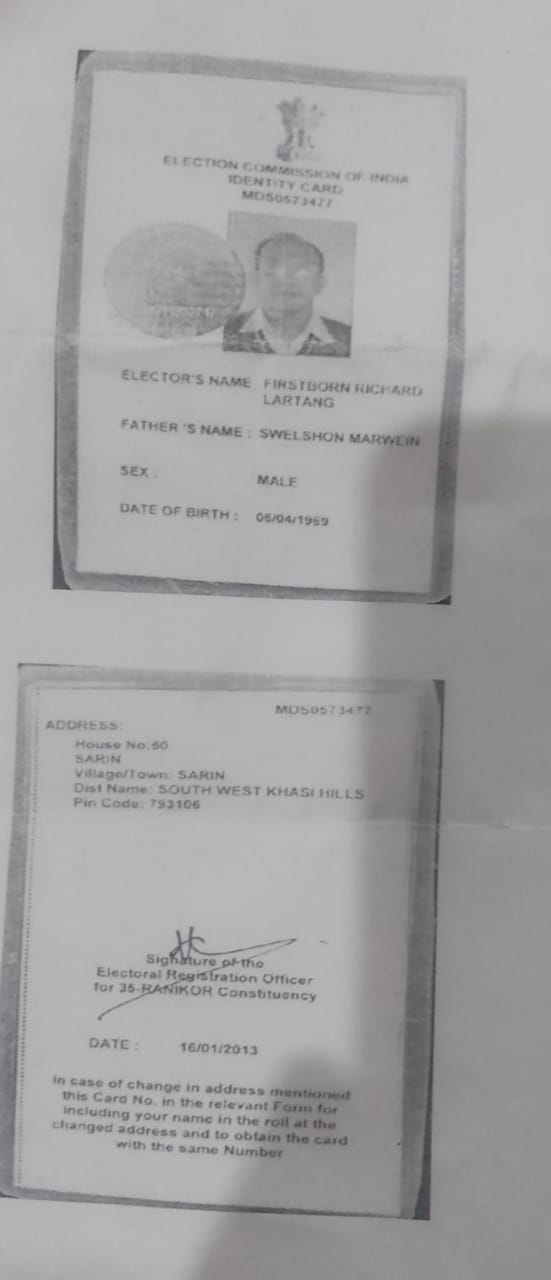 ELECTION COMMISSION OF INDIA
IDENTITY CARD
MDS0573477
ELECTOR'S NAME FIRSTBORN RICHARD
LARTANG
FATHER 'S NAME : SWELSHON MARWEIN
SEX : MALE
DATE OF BIRTH : 06/04/1969
MDS0573477
ADDRESS:
House No:60
SARIN
Village/Town: SARIN
Dist Name: SOUTH WEST KHASI HILLS
Pin Code: 793106
Signature of the
Electoral Registration Officer
for 35-RANIKOR Constituency
DATE : 16/01/2013
In case of change in address mentioned
this Card No. in the relevant Form for
including your name in the roll at the
changed address and to obtain the card
with the same Number